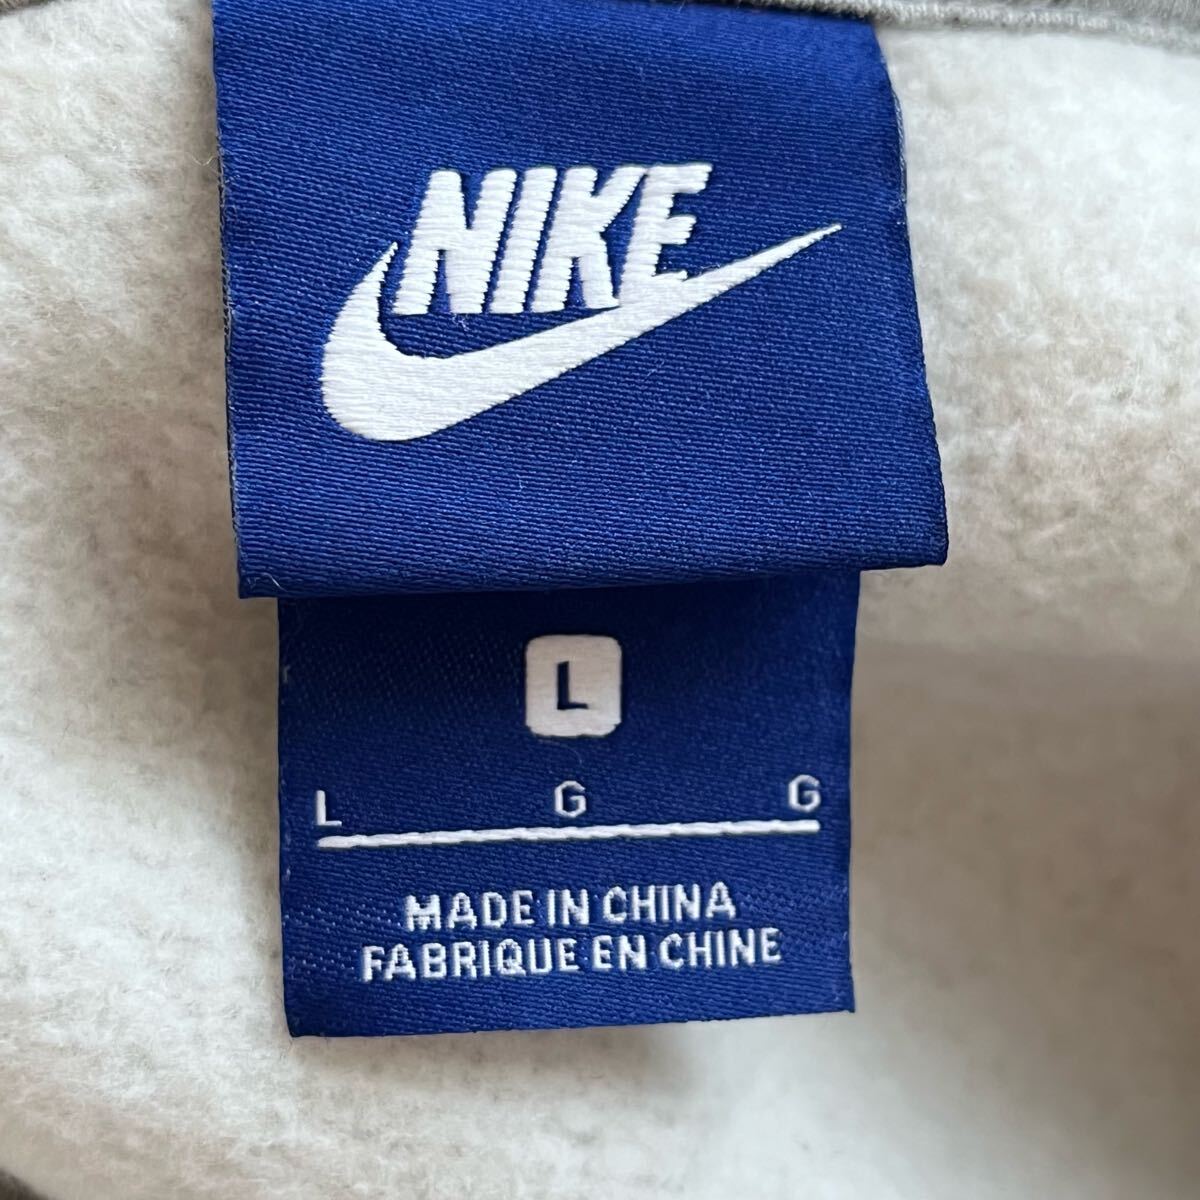 NIKE
L
L G G
MADE IN CHINA
FABRIQUE EN CHINE